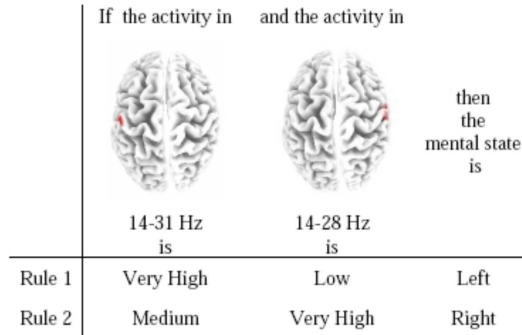 If the activity in and the activity in
then
the
mental state
is
14-31 Hz 14-28 Hz
is is
Rule 1 Very High Low Left
Rule 2 Medium Very High Right